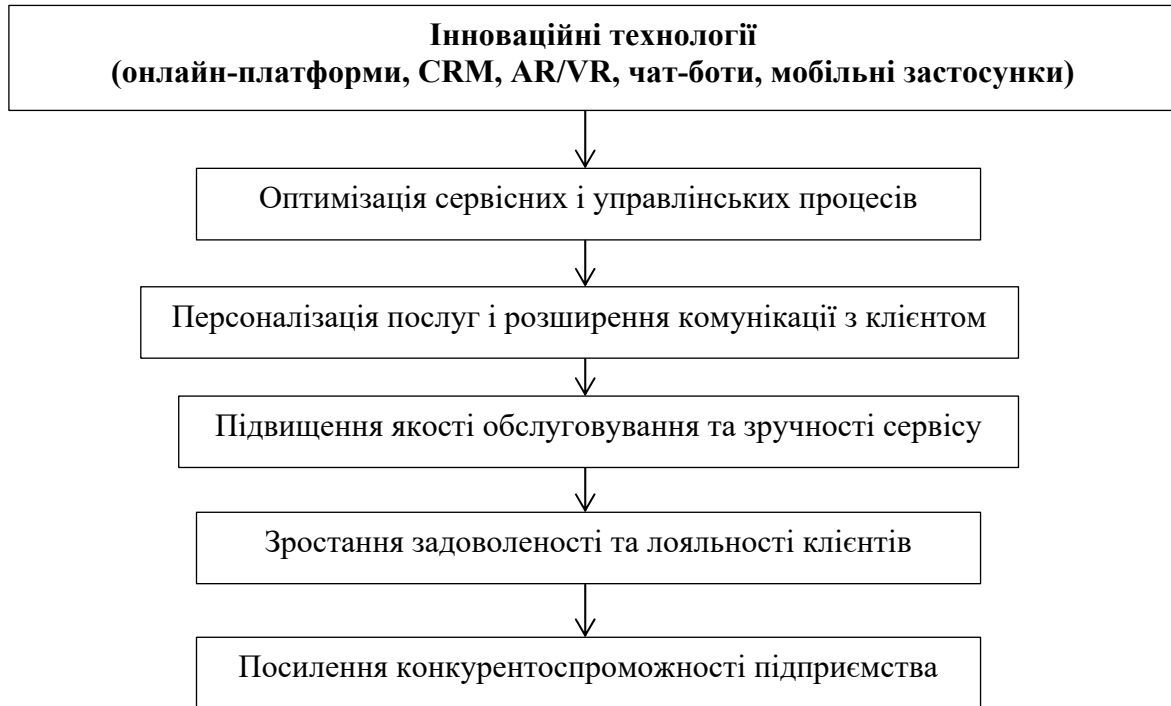 Інноваційні технології
(онлайн-платформи, CRM, AR/VR, чат-боти, мобільні застосунки)
Оптимізація сервісних і управлінських процесів
Персоналізація послуг і розширення комунікації з клієнтом
Підвищення якості обслуговування та зручності сервісу
Зростання задоволеності та лояльності клієнтів
Посилення конкурентоспроможності підприємства